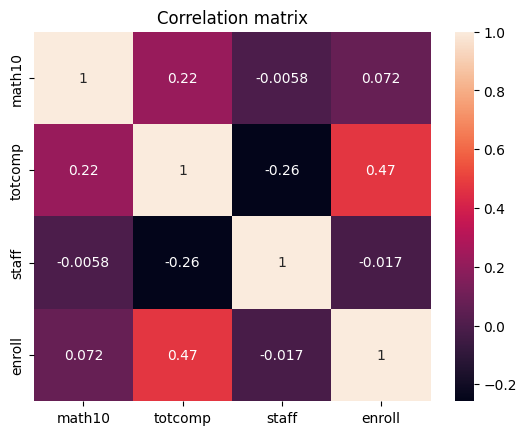 Correlation matrix
math10 1 0.22 -0.0058 0.072
totcomp 0.22 1 -0.26 0.47
staff -0.0058 -0.26 1 -0.017
enroll 0.072 0.47 -0.017 1
math10 totcomp staff enroll
1.0
0.8
0.6
0.4
0.2
0.0
−0.2